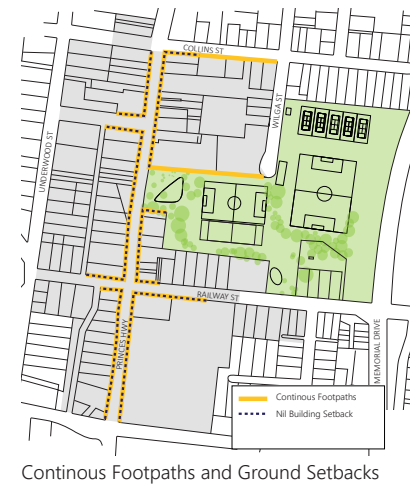 COLLINS ST
WILGA ST
UNDERWOOD ST
RAILWAY ST
PRINCES HWY
MEMORIAL DRIVE
Continous Footpaths
Nil Building Setback
Continous Footpaths and Ground Setbacks